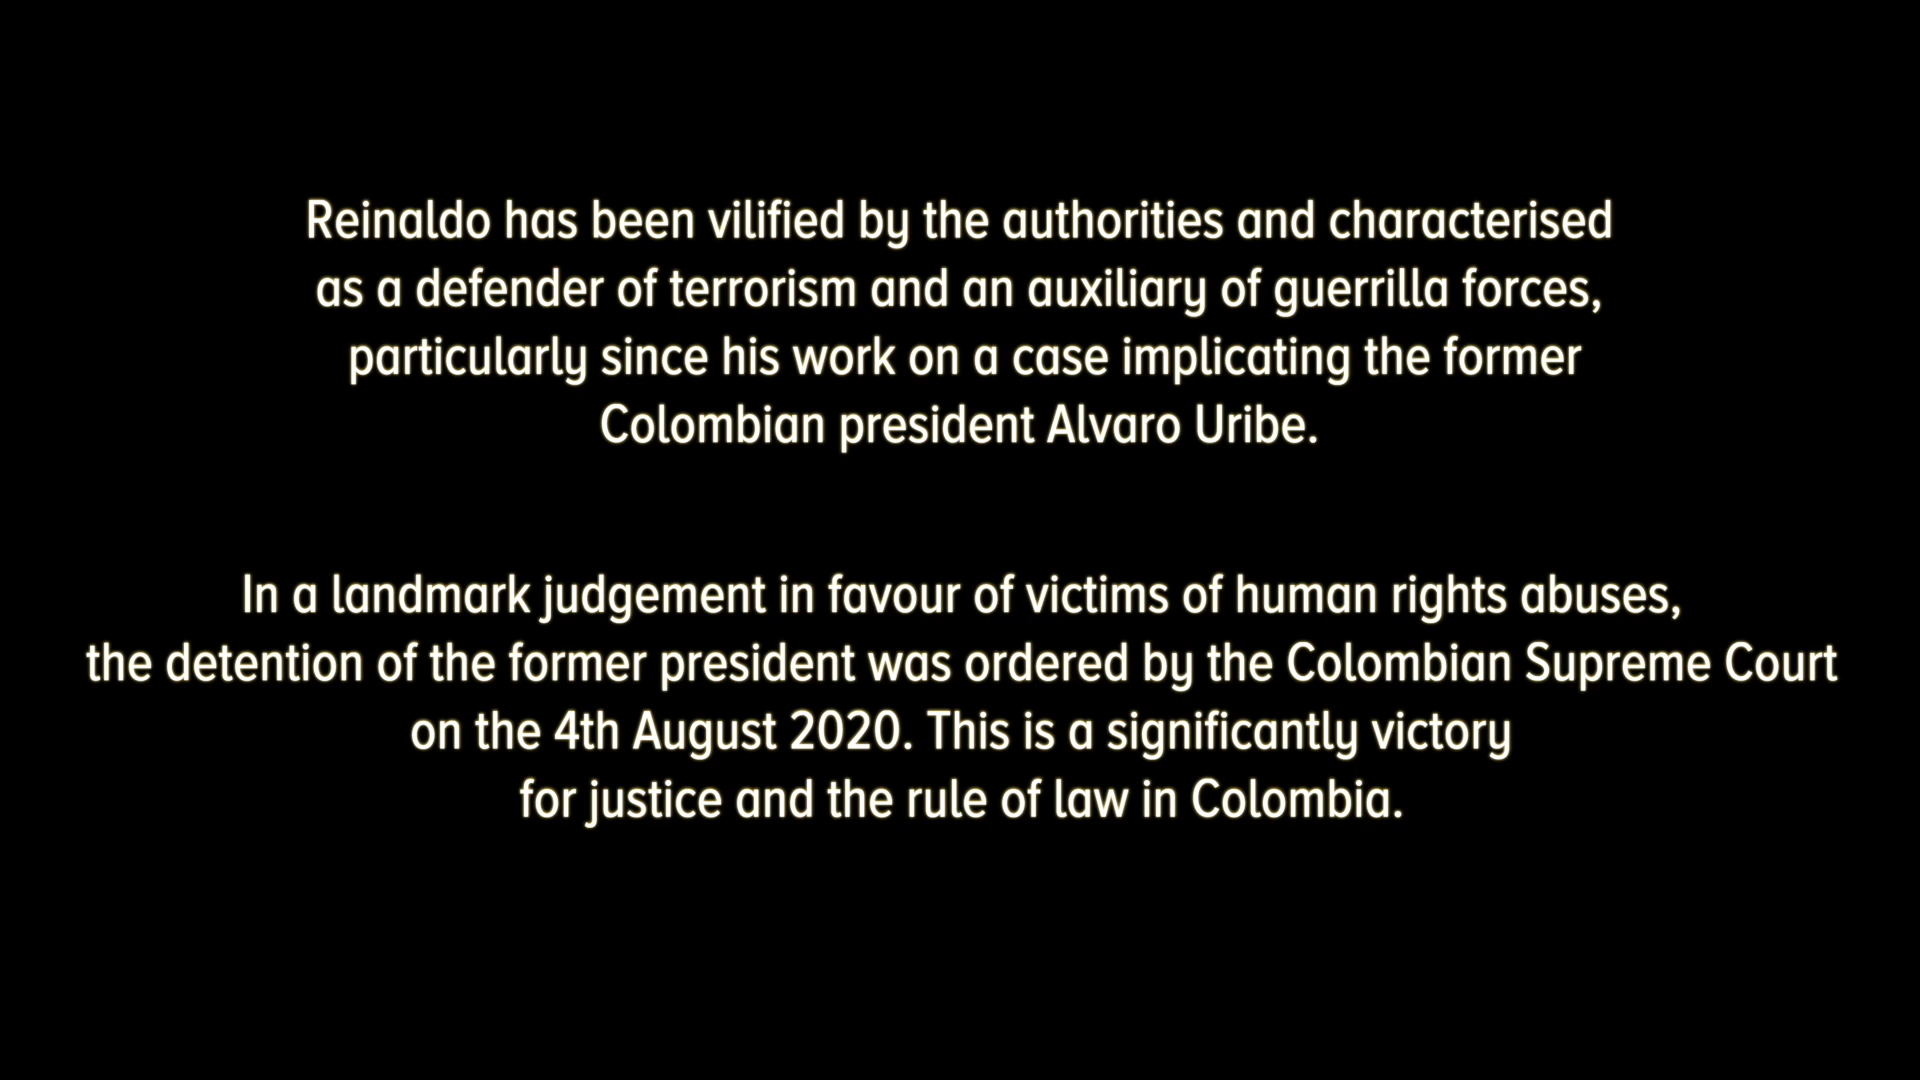 Reinaldo has been vilified by the authorities and characterised
as a defender of terrorism and an auxiliary of guerrilla forces,
particularly since his work on a case implicating the former
Colombian president Alvaro Uribe.
In a landmark judgement in favour of victims of human rights abuses,
the detention of the former president was ordered by the Colombian Supreme Court
on the 4th August 2020. This is a significantly victory
for justice and the rule of law in Colombia.